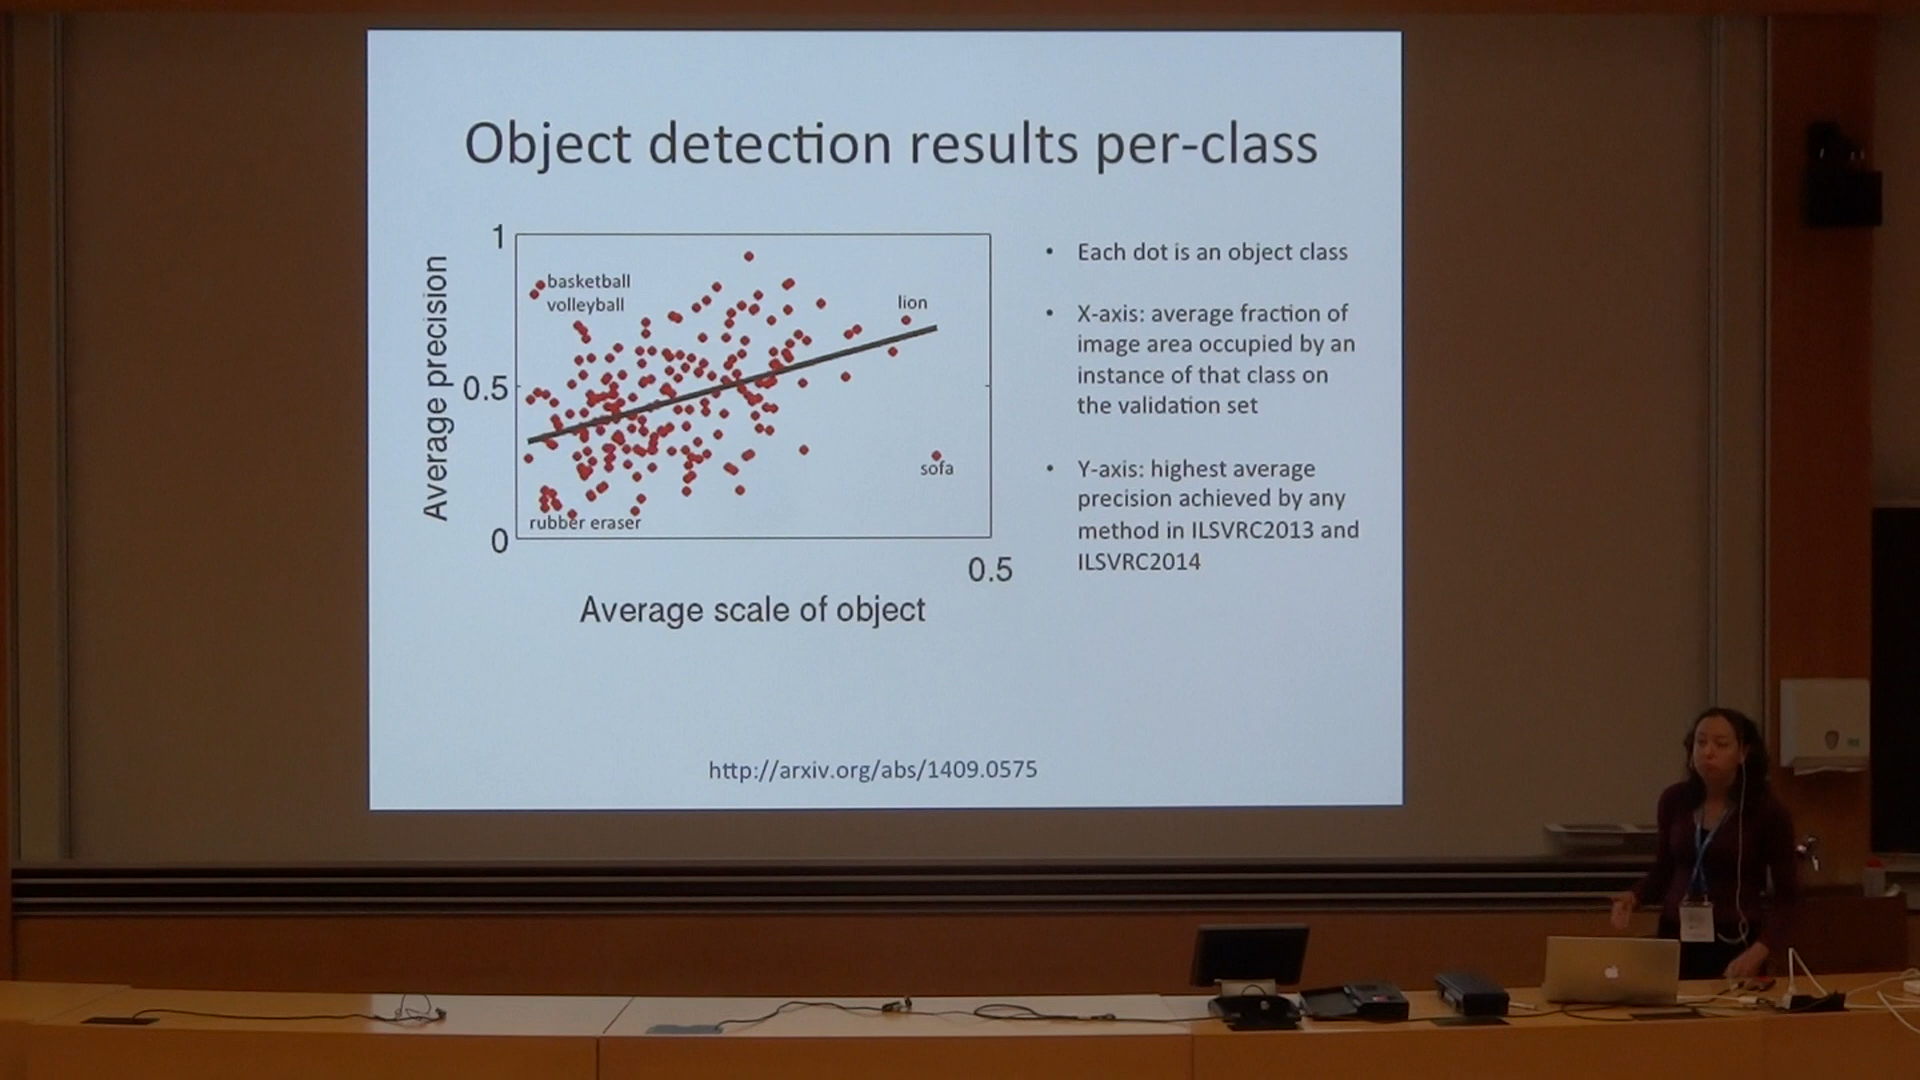 Object detection results per-class
1
basketball
volleyball
lion
Average precision
0.5
sofa
rubber eraser
0
0.5
Average scale of object
• Each dot is an object class
• X-axis: average fraction of
image area occupied by an
instance of that class on
the validation set
• Y-axis: highest average
precision achieved by any
method in ILSVRC2013 and
ILSVRC2014
http://arxiv.org/abs/1409.0575